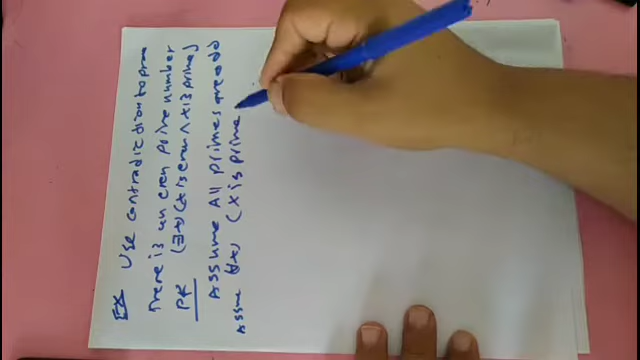 Ex Use contradiction to prove
There is an even prime number
PF (∃x)(x is even ∧ x is prime)
Assume All primes are odd
Assme ∀(x) (x is prime